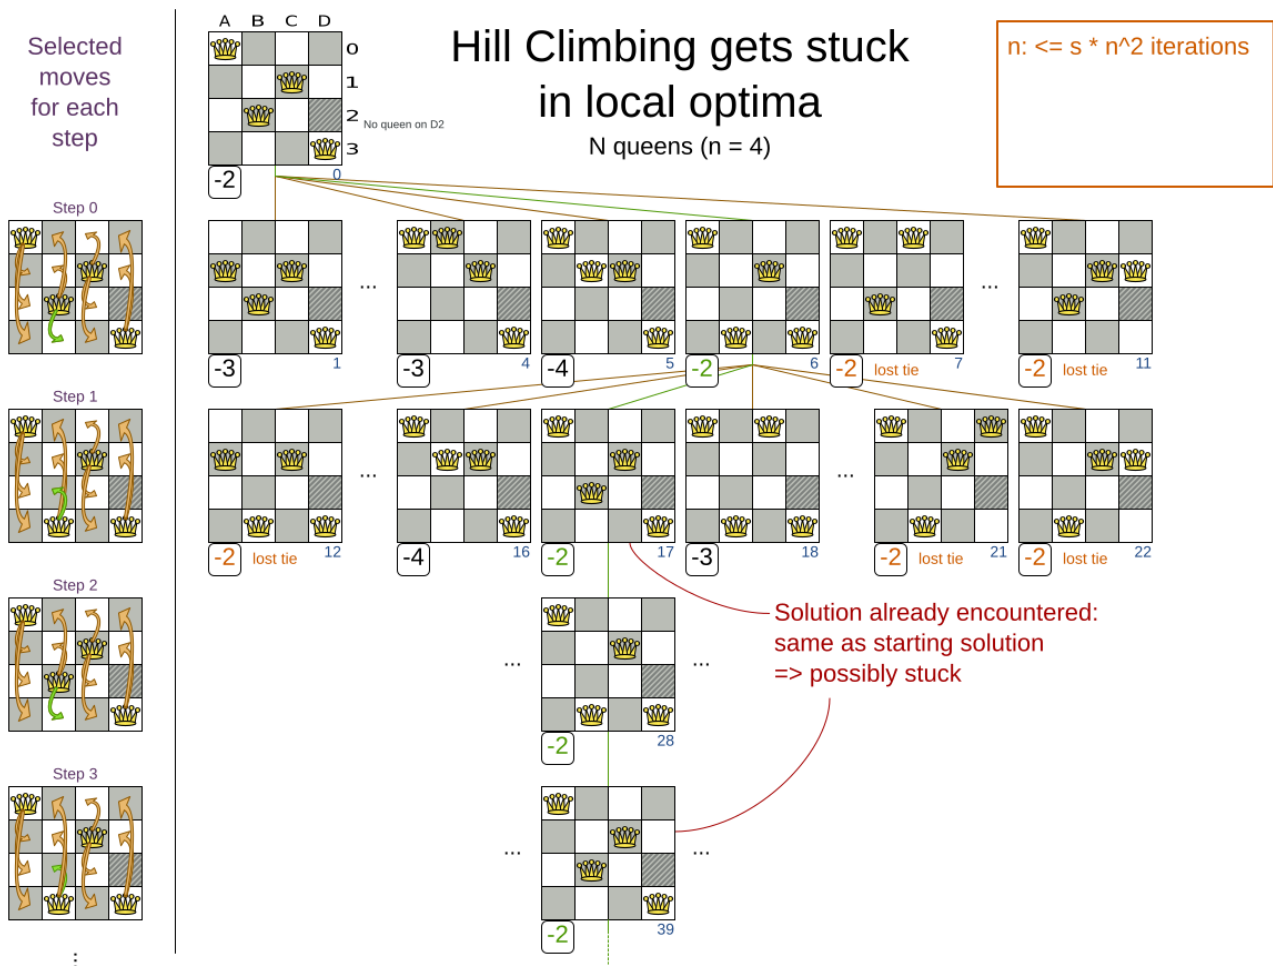 Selected
moves
for each
step
A B C D
0
1
2
3
No queen on D2
-2
0
Hill Climbing gets stuck
in local optima
N queens (n = 4)
n: <= s * n^2 iterations
Step 0
...
...
-3 1
-3 4
-4 5
-2 6
-2 lost tie 7
-2 lost tie 11
Step 1
...
...
-2 lost tie 12
-4 16
-2 17
-3 18
-2 lost tie 21
-2 lost tie 22
Step 2
...
...
-2 28
Solution already encountered:
same as starting solution
=> possibly stuck
Step 3
...
...
-2 39
...